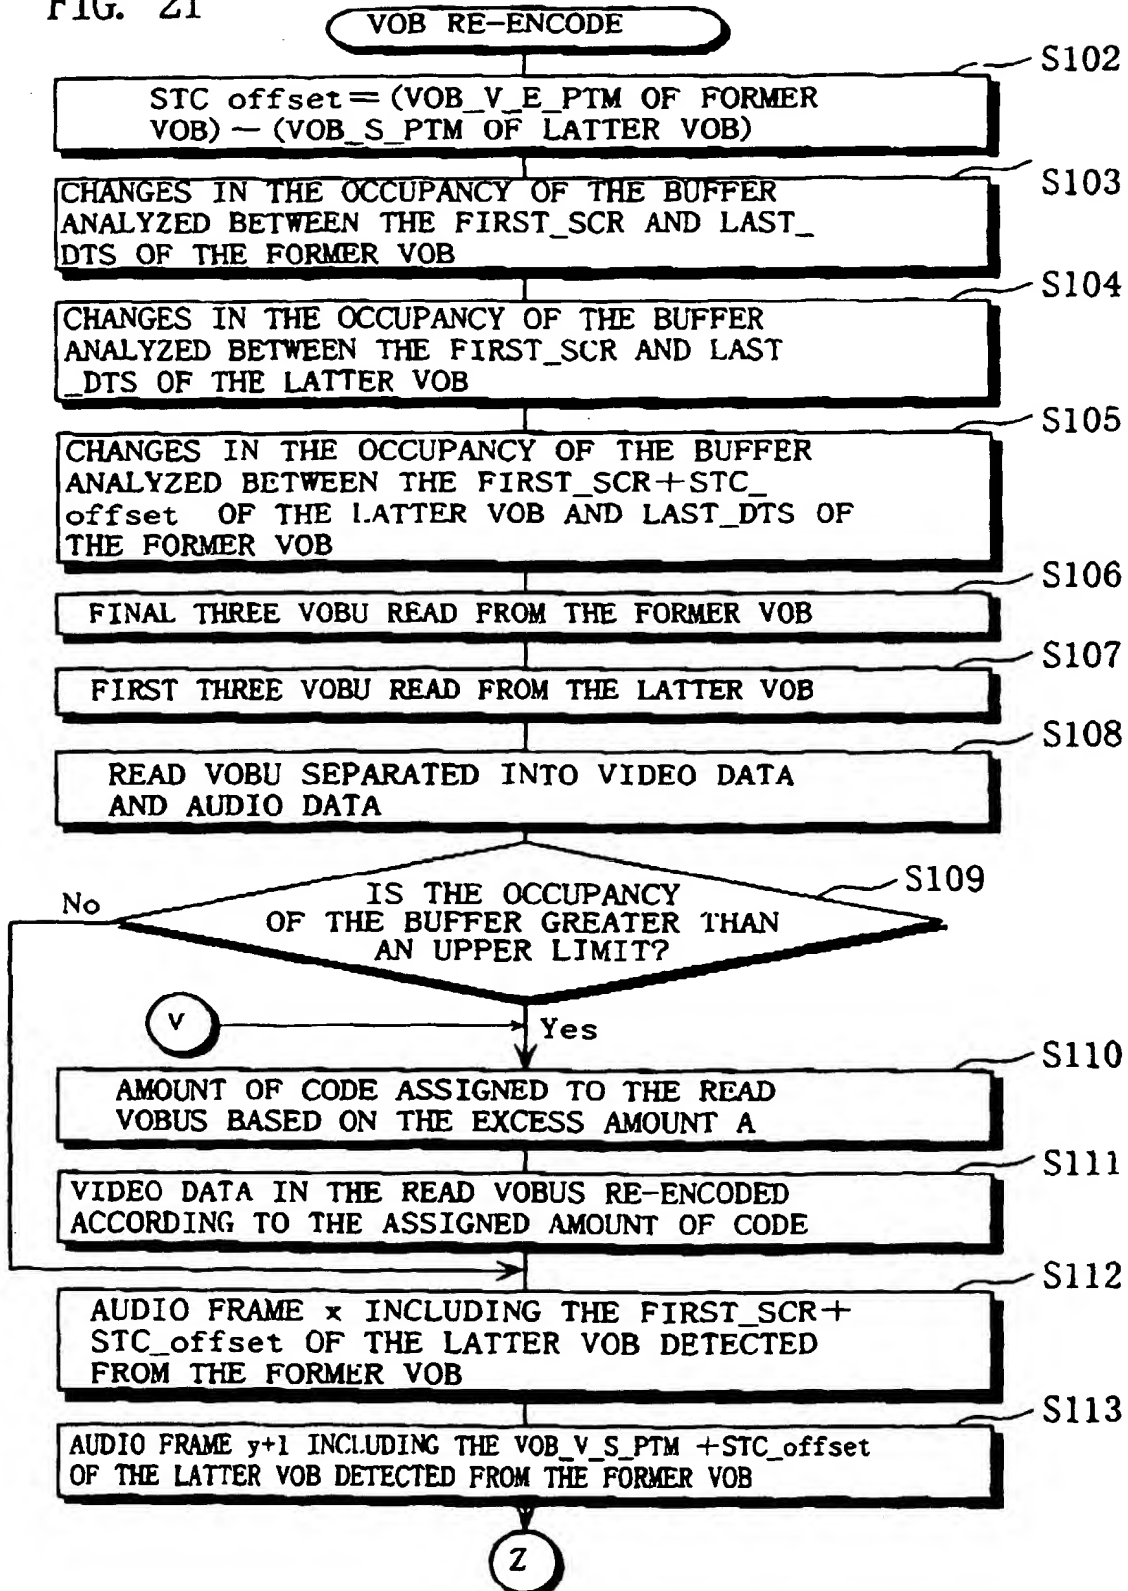 FIG. 21
VOB RE-ENCODE
S102
STC offset = (VOB_V_E_PTM OF FORMER
VOB) - (VOB_S_PTM OF LATTER VOB)
S103
CHANGES IN THE OCCUPANCY OF THE BUFFER
ANALYZED BETWEEN THE FIRST_SCR AND LAST_
DTS OF THE FORMER VOB
S104
CHANGES IN THE OCCUPANCY OF THE BUFFER
ANALYZED BETWEEN THE FIRST_SCR AND LAST
_DTS OF THE LATTER VOB
S105
CHANGES IN THE OCCUPANCY OF THE BUFFER
ANALYZED BETWEEN THE FIRST_SCR+STC_
offset OF THE LATTER VOB AND LAST_DTS OF
THE FORMER VOB
S106
FINAL THREE VOBU READ FROM THE FORMER VOB
S107
FIRST THREE VOBU READ FROM THE LATTER VOB
S108
READ VOBU SEPARATED INTO VIDEO DATA
AND AUDIO DATA
S109
No
IS THE OCCUPANCY
OF THE BUFFER GREATER THAN
AN UPPER LIMIT?
V
Yes
S110
AMOUNT OF CODE ASSIGNED TO THE READ
VOBUS BASED ON THE EXCESS AMOUNT A
S111
VIDEO DATA IN THE READ VOBUS RE-ENCODED
ACCORDING TO THE ASSIGNED AMOUNT OF CODE
S112
AUDIO FRAME x INCLUDING THE FIRST_SCR+
STC_offset OF THE LATTER VOB DETECTED
FROM THE FORMER VOB
S113
AUDIO FRAME y+1 INCLUDING THE VOB_V_S_PTM +STC_offset
OF THE LATTER VOB DETECTED FROM THE FORMER VOB
Z